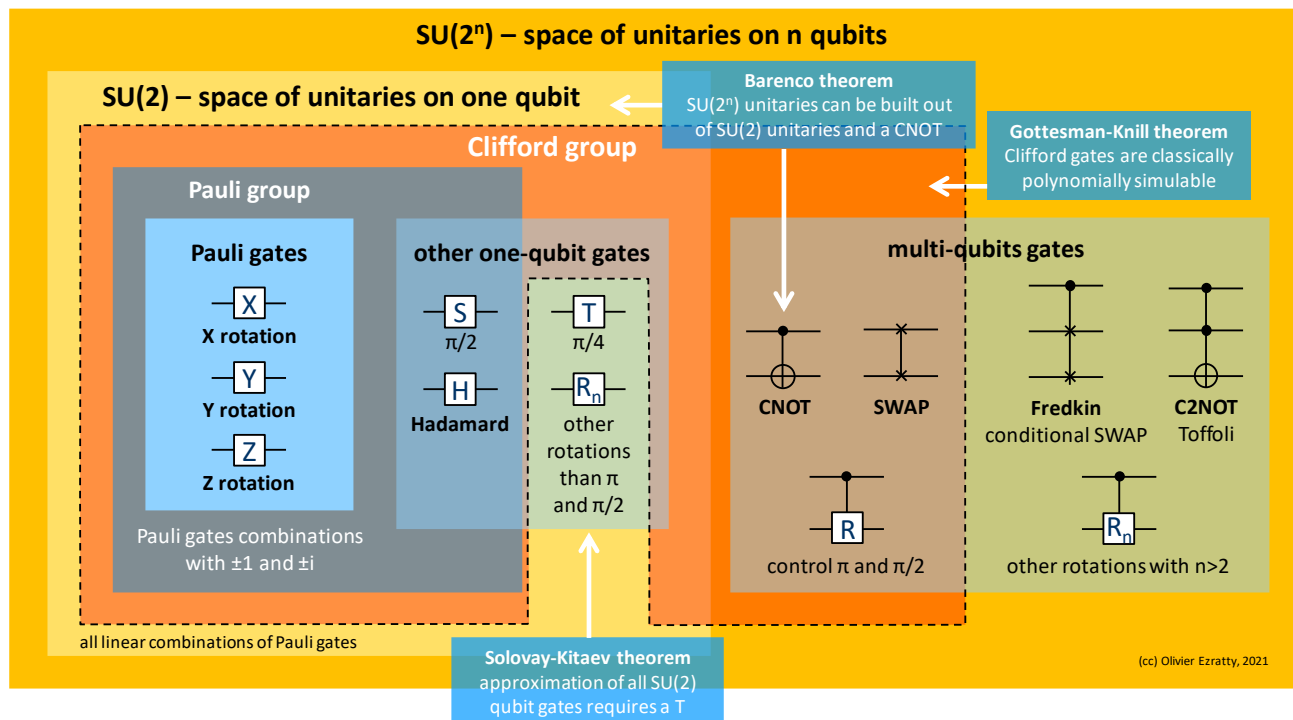 SU(2ⁿ) – space of unitaries on n qubits
SU(2) – space of unitaries on one qubit
Barenco theorem
SU(2ⁿ) unitaries can be built out
of SU(2) unitaries and a CNOT
Gottesman-Knill theorem
Clifford gates are classically
polynomially simulable
Clifford group
Pauli group
Pauli gates
X
X rotation
Y
Y rotation
Z
Z rotation
Pauli gates combinations
with ±1 and ±i
other one-qubit gates
S
π/2
T
π/4
H
Hadamard
Rₙ
other
rotations
than π
and π/2
multi-qubits gates
CNOT
SWAP
Fredkin
conditional SWAP
C2NOT
Toffoli
R
control π and π/2
Rₙ
other rotations with n>2
all linear combinations of Pauli gates
Solovay-Kitaev theorem
approximation of all SU(2)
qubit gates requires a T
(cc) Olivier Ezratty, 2021